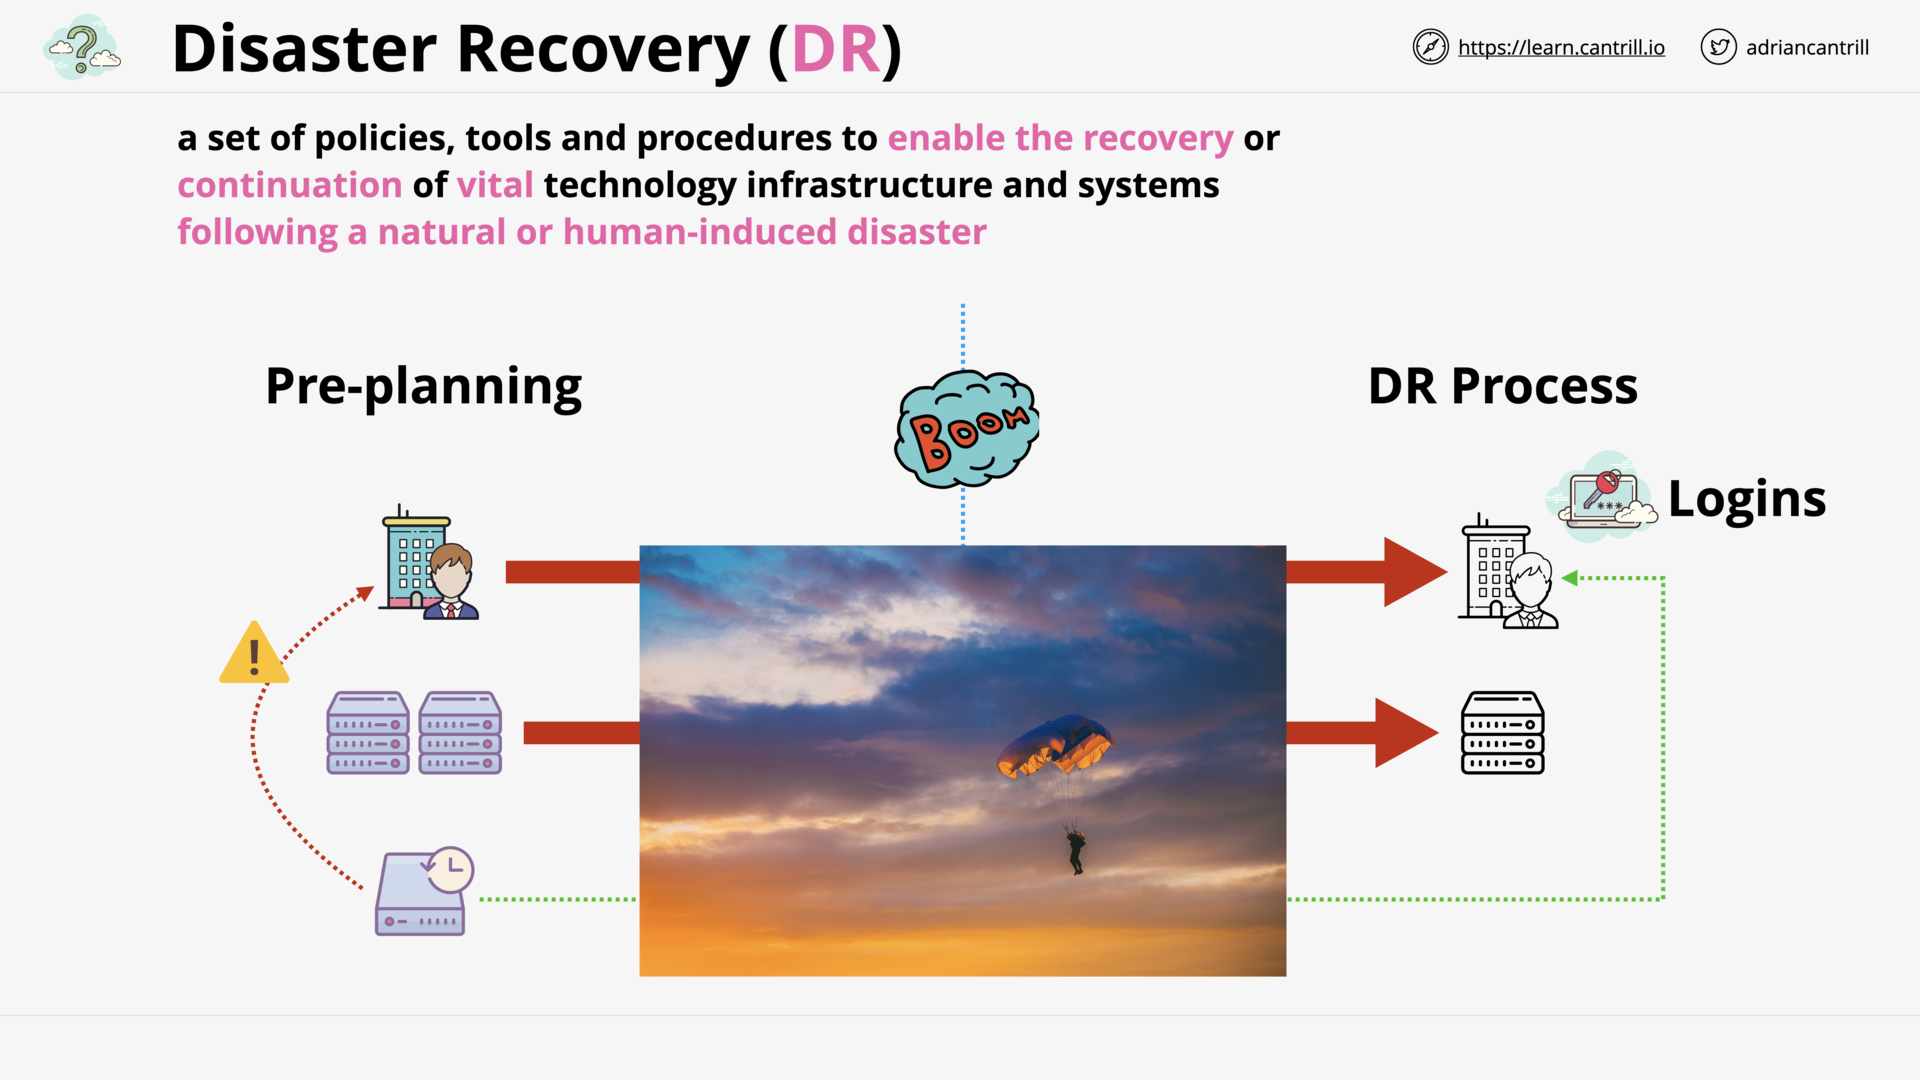 Disaster Recovery (DR)
https://learn.cantrill.io
adriancantrill
a set of policies, tools and procedures to enable the recovery or
continuation of vital technology infrastructure and systems
following a natural or human-induced disaster
Pre-planning
BOOM
DR Process
Logins